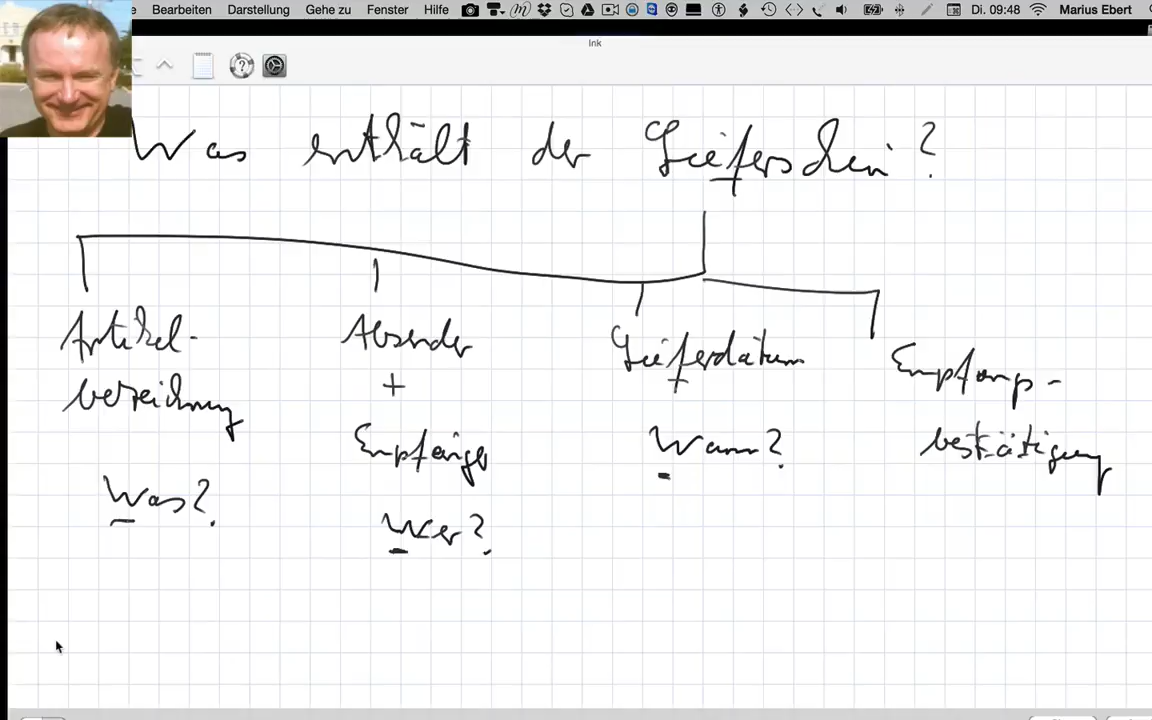 Bearbeiten Darstellung Gehe zu Fenster Hilfe Di. 09:48 Marius Ebert
Ink
Was enthält der Lieferschein?
Artikel-
bezeichnung
Was?
Absender
+
Empfänger
Wer?
Lieferdatum
Wann?
Empfangs-
bestätigung